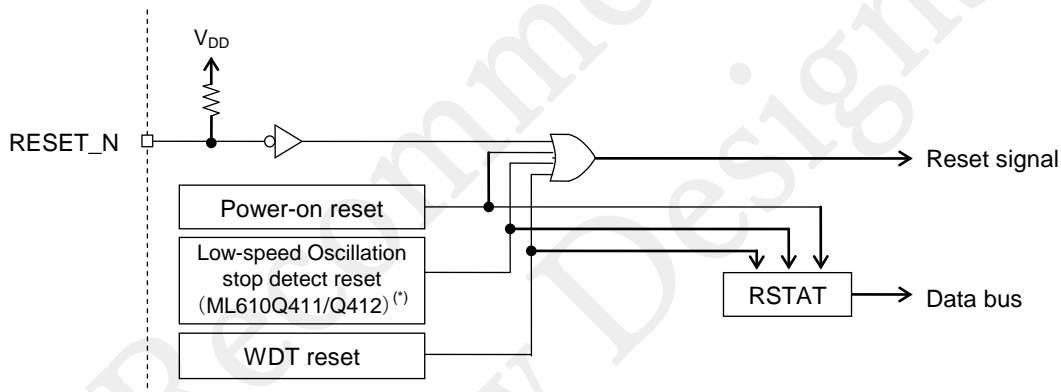 V_DD
RESET_N
Reset signal
Power-on reset
Low-speed Oscillation
stop detect reset
（ML610Q411/Q412）(*)
RSTAT
Data bus
WDT reset